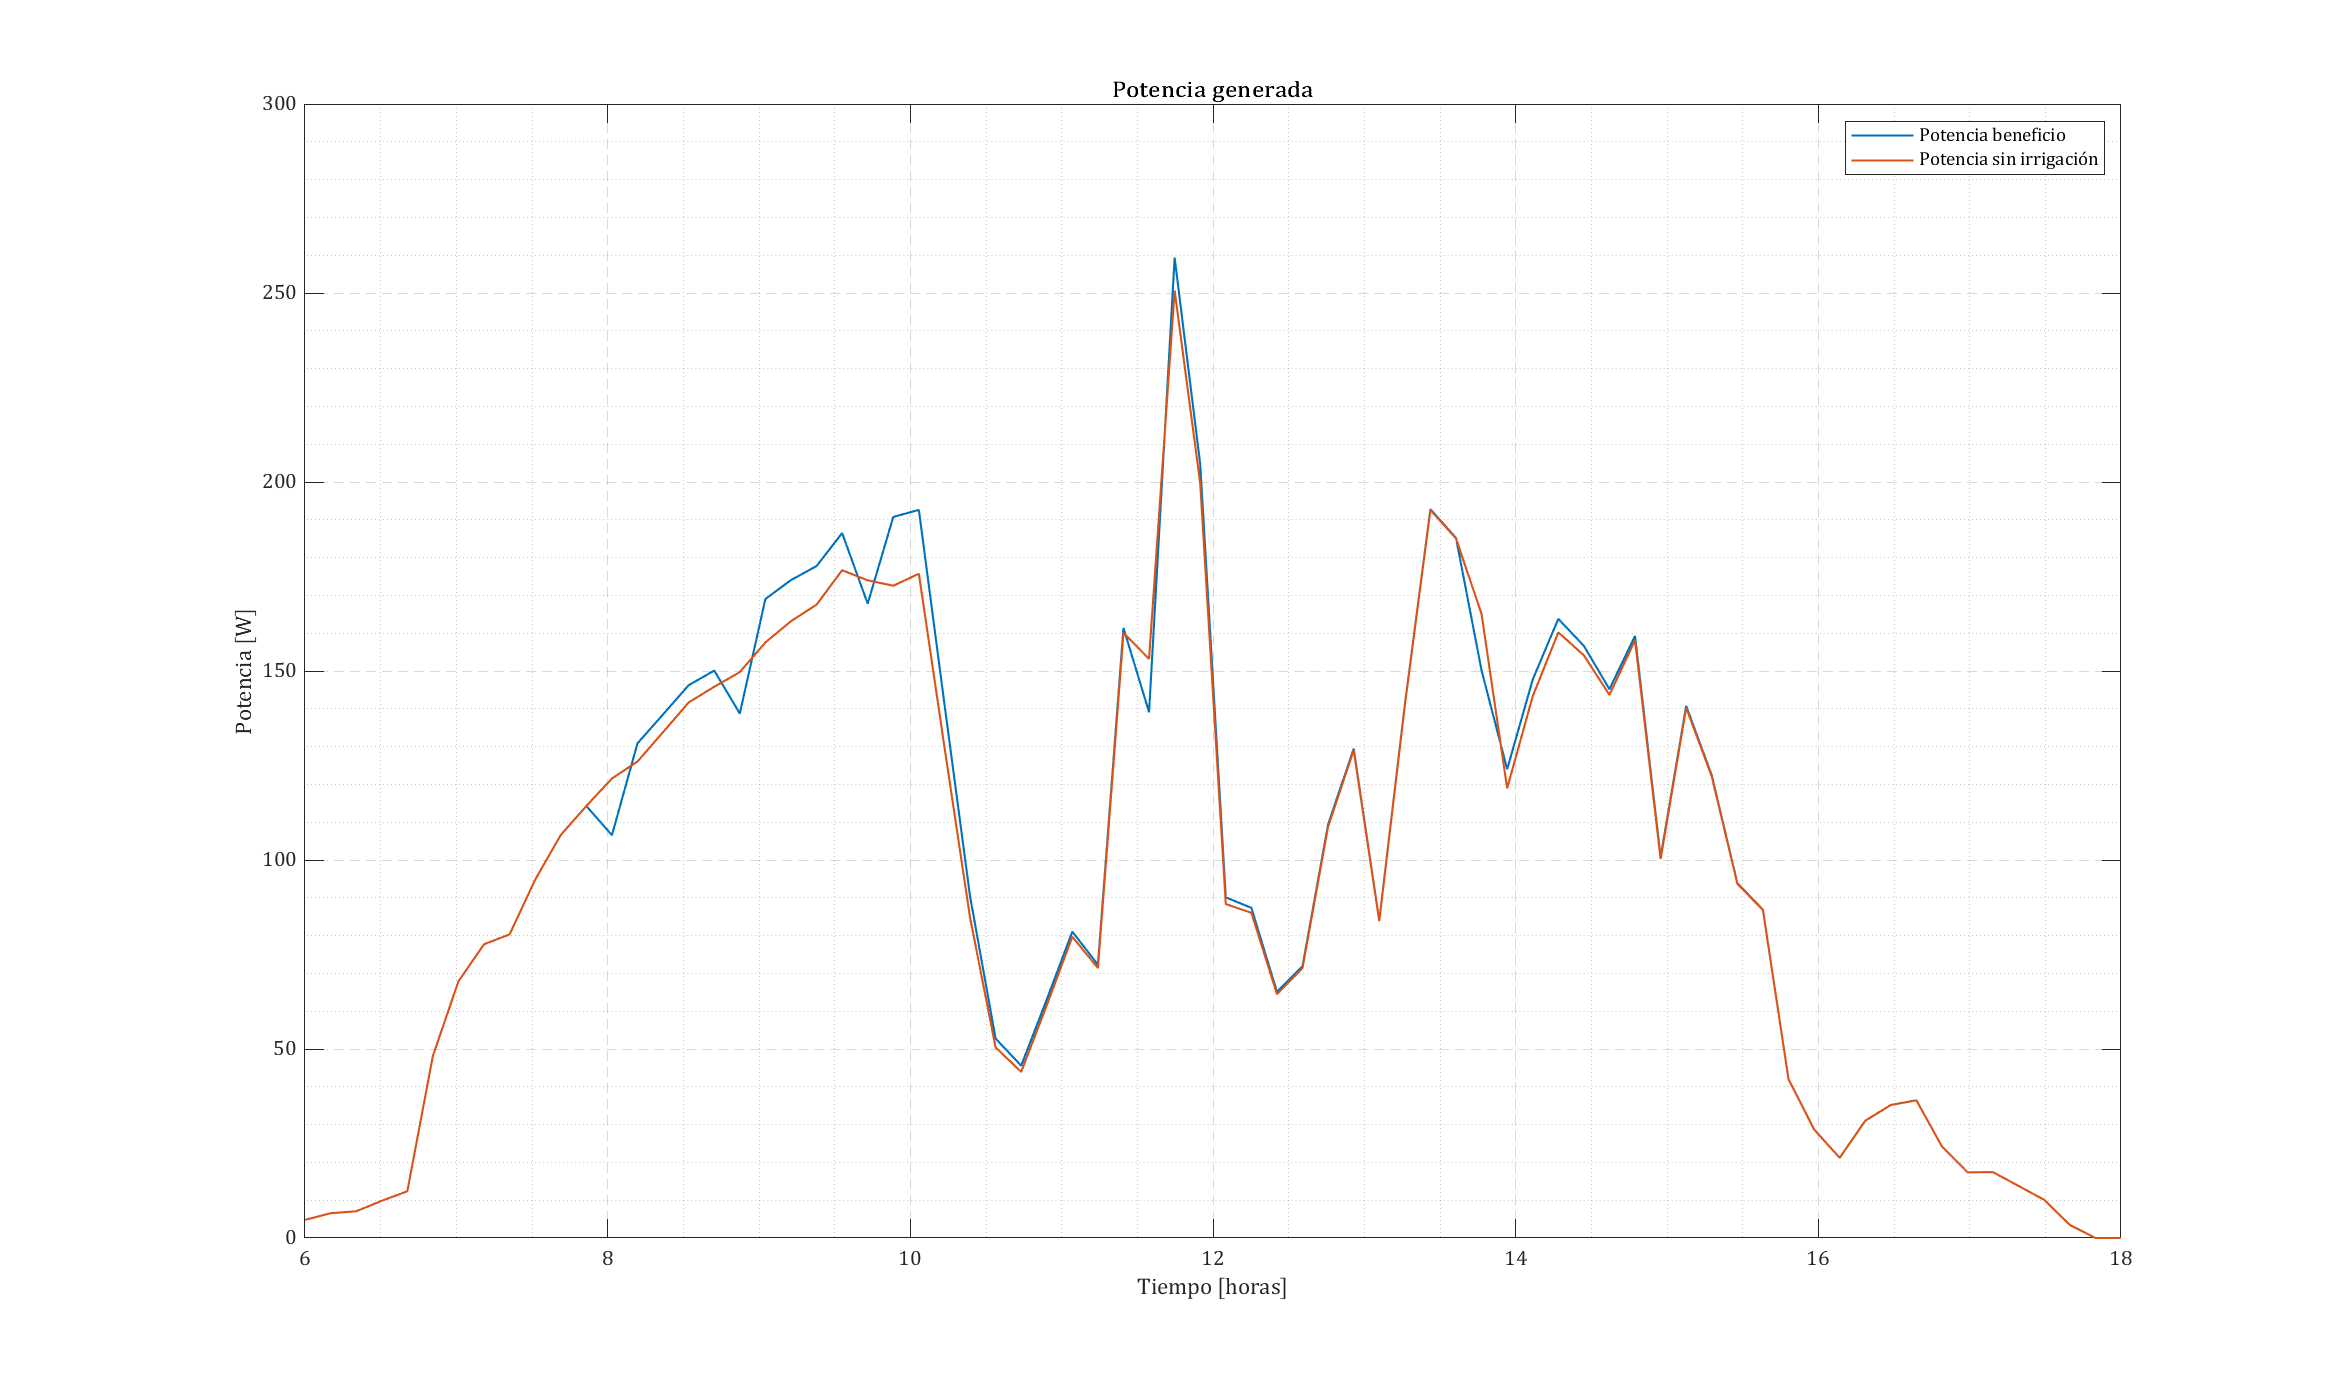 Potencia generada
300
250
200
150
100
50
0
Potencia [W]
Potencia beneficio
Potencia sin irrigación
6 8 10 12 14 16 18
Tiempo [horas]